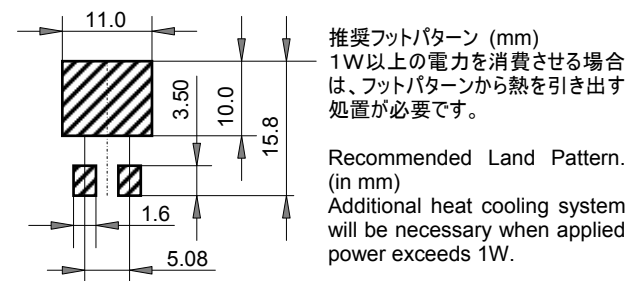 11.0
3.50
10.0
15.8
1.6
5.08
推奨フットパターン (mm)
1W以上の電力を消費させる場合
は、フットパターンから熱を引き出す
処置が必要です。
Recommended Land Pattern.
(in mm)
Additional heat cooling system
will be necessary when applied
power exceeds 1W.